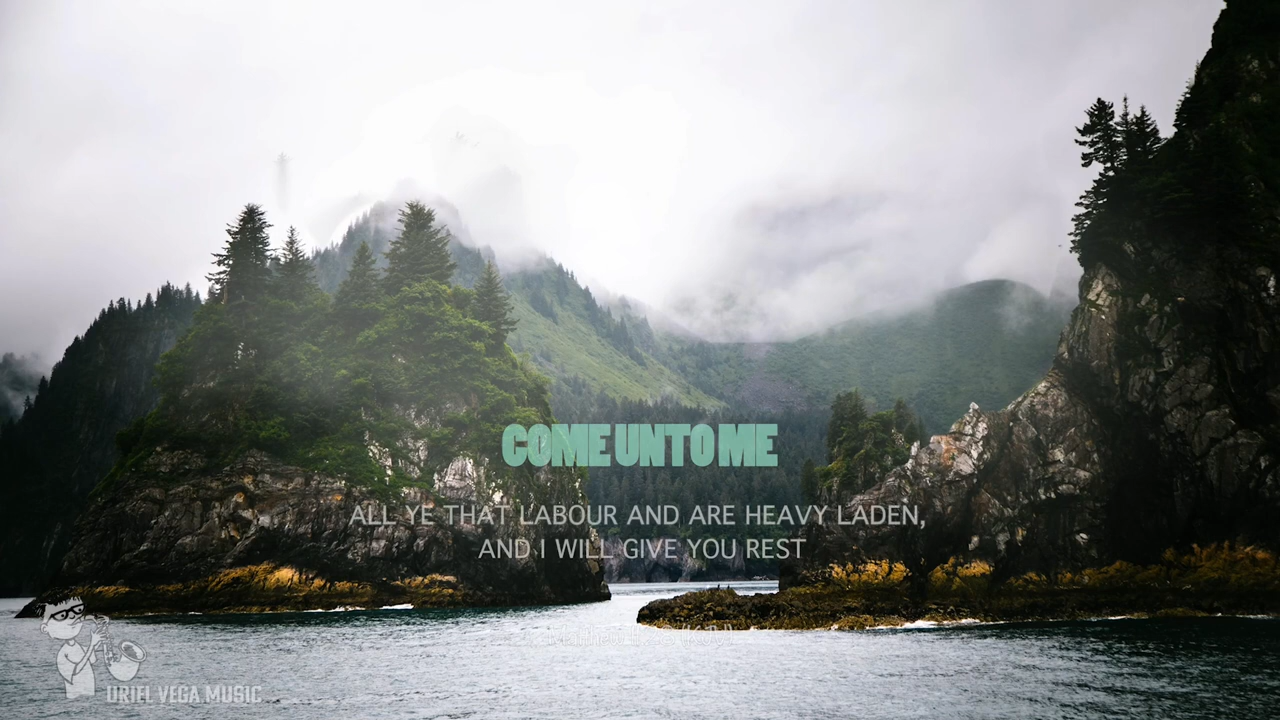 COME UNTO ME
ALL YE THAT LABOUR AND ARE HEAVY LADEN,
AND I WILL GIVE YOU REST
URIEL VEGA MUSIC